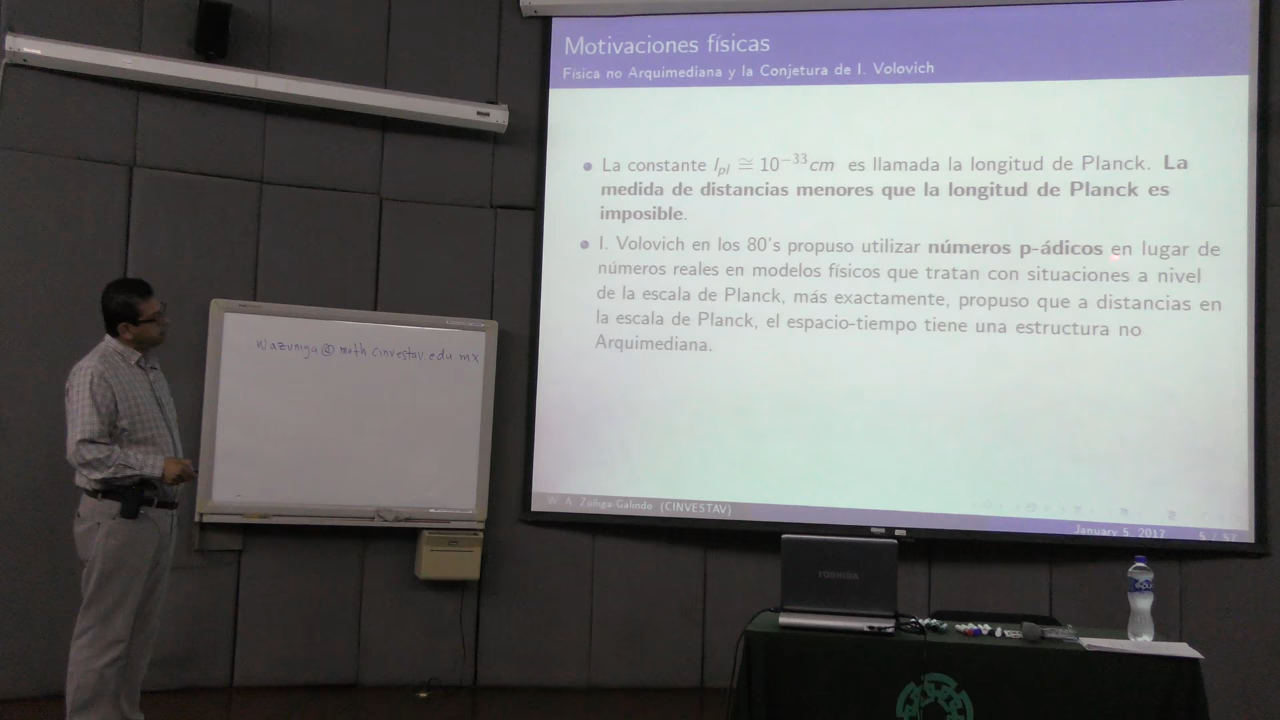 Motivaciones físicas
Física no Arquimediana y la Conjetura de I. Volovich
La constante l_pl ≅ 10⁻³³cm es llamada la longitud de Planck. La
medida de distancias menores que la longitud de Planck es
imposible.
I. Volovich en los 80's propuso utilizar números p-ádicos en lugar de
números reales en modelos físicos que tratan con situaciones a nivel
de la escala de Planck, más exactamente, propuso que a distancias en
la escala de Planck, el espacio-tiempo tiene una estructura no
Arquimediana.
W. A. Zúñiga-Galindo (CINVESTAV)
January 5, 2017 5 / 57
wazuniga@math.cinvestav.edu.mx
TOSHIBA